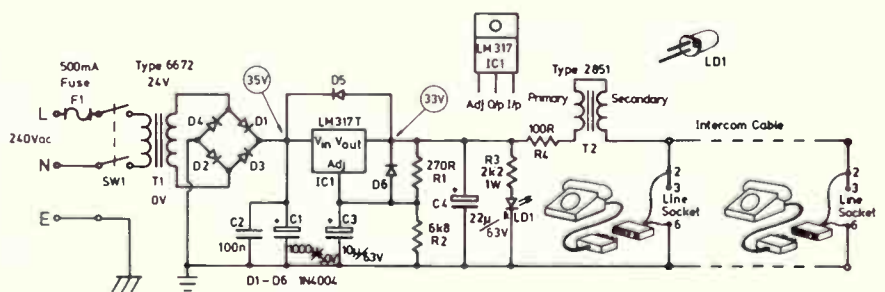 500mA
Fuse
F1
L
240Vac
N
SW1
E
Type 6672
24V
T1
0V
D4
D1
D2
D3
35V
D5
LM317T
Vin Vout
Adj
IC1
33V
D6
270R
R1
6k8
R2
C2
100n
C1
1000µ
50V
C3
10µ
63V
D1-D6 1N4004
C4
22µ
63V
R3
2k2
1W
LD1
LM317
IC1
Adj O/p I/p
LD1
100R
R4
Type 2851
Primary
Secondary
T2
Intercom Cable
2
3
Line
Socket
6
2
3
Line
Socket
6